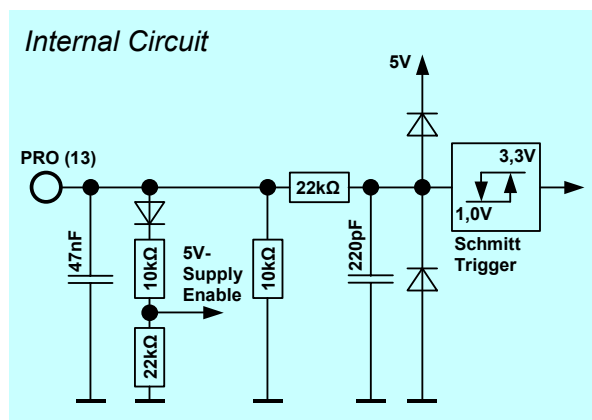 Internal Circuit
5V
PRO (13)
22kΩ
3,3V
1,0V
Schmitt
Trigger
47nF
10kΩ
5V-
Supply
Enable
10kΩ
220pF
22kΩ